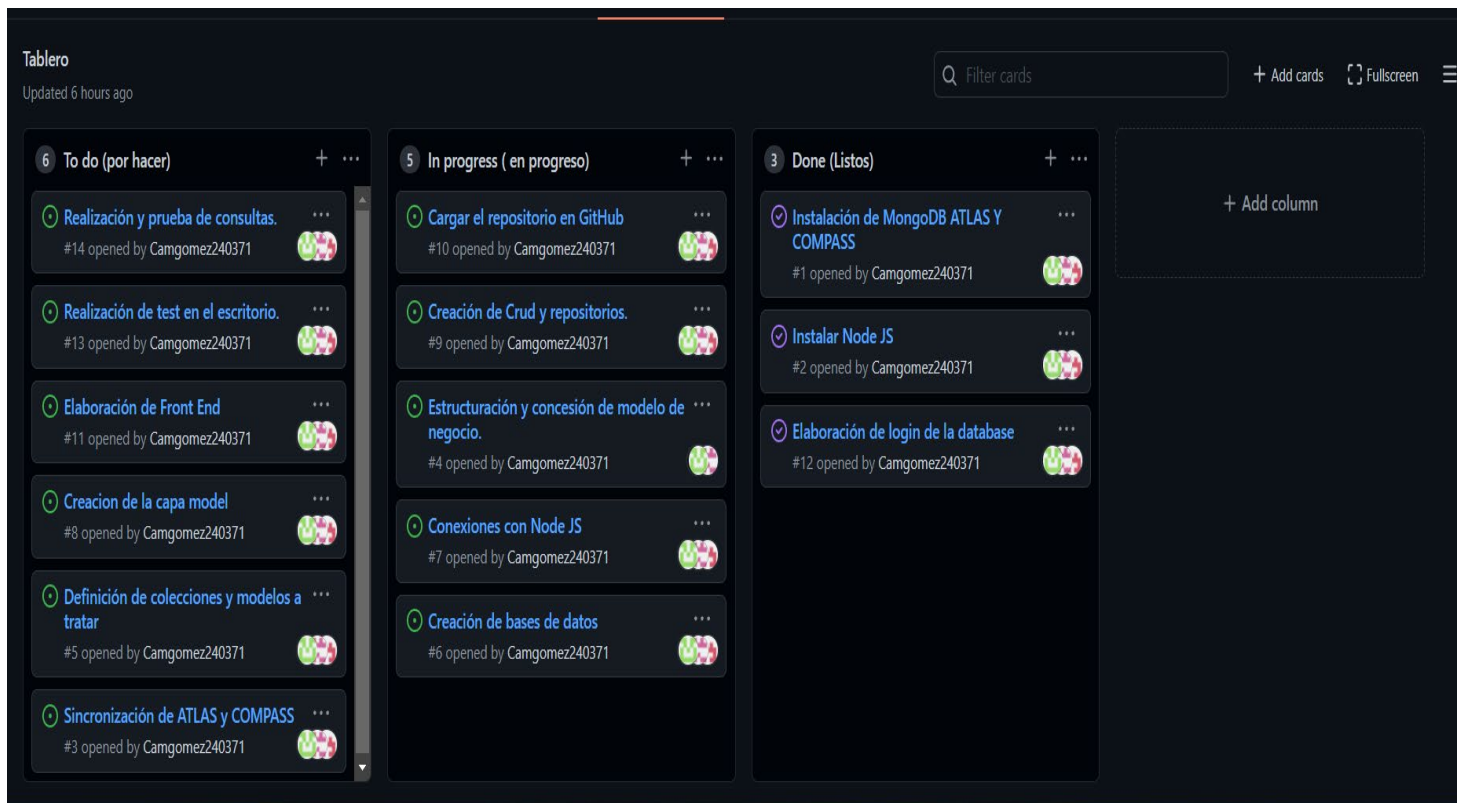 Tablero
Updated 6 hours ago
Filter cards
+ Add cards
Fullscreen
6 To do (por hacer)
Realización y prueba de consultas.
#14 opened by Camgomez240371
Realización de test en el escritorio.
#13 opened by Camgomez240371
Elaboración de Front End
#11 opened by Camgomez240371
Creacion de la capa model
#8 opened by Camgomez240371
Definición de colecciones y modelos a
tratar
#5 opened by Camgomez240371
Sincronización de ATLAS y COMPASS
#3 opened by Camgomez240371
5 In progress ( en progreso)
Cargar el repositorio en GitHub
#10 opened by Camgomez240371
Creación de Crud y repositorios.
#9 opened by Camgomez240371
Estructuración y concesión de modelo de
negocio.
#4 opened by Camgomez240371
Conexiones con Node JS
#7 opened by Camgomez240371
Creación de bases de datos
#6 opened by Camgomez240371
3 Done (Listos)
Instalación de MongoDB ATLAS Y
COMPASS
#1 opened by Camgomez240371
Instalar Node JS
#2 opened by Camgomez240371
Elaboración de login de la database
#12 opened by Camgomez240371
+ Add column